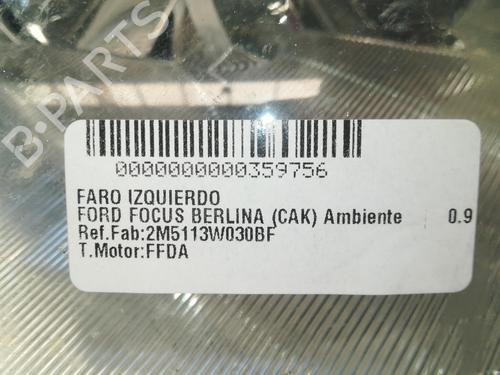 B-PARTS
0000000000359756
FARO IZQUIERDO
FORD FOCUS BERLINA (CAK) Ambiente 0.9
Ref.Fab:2M5113W030BF
T.Motor:FFDA